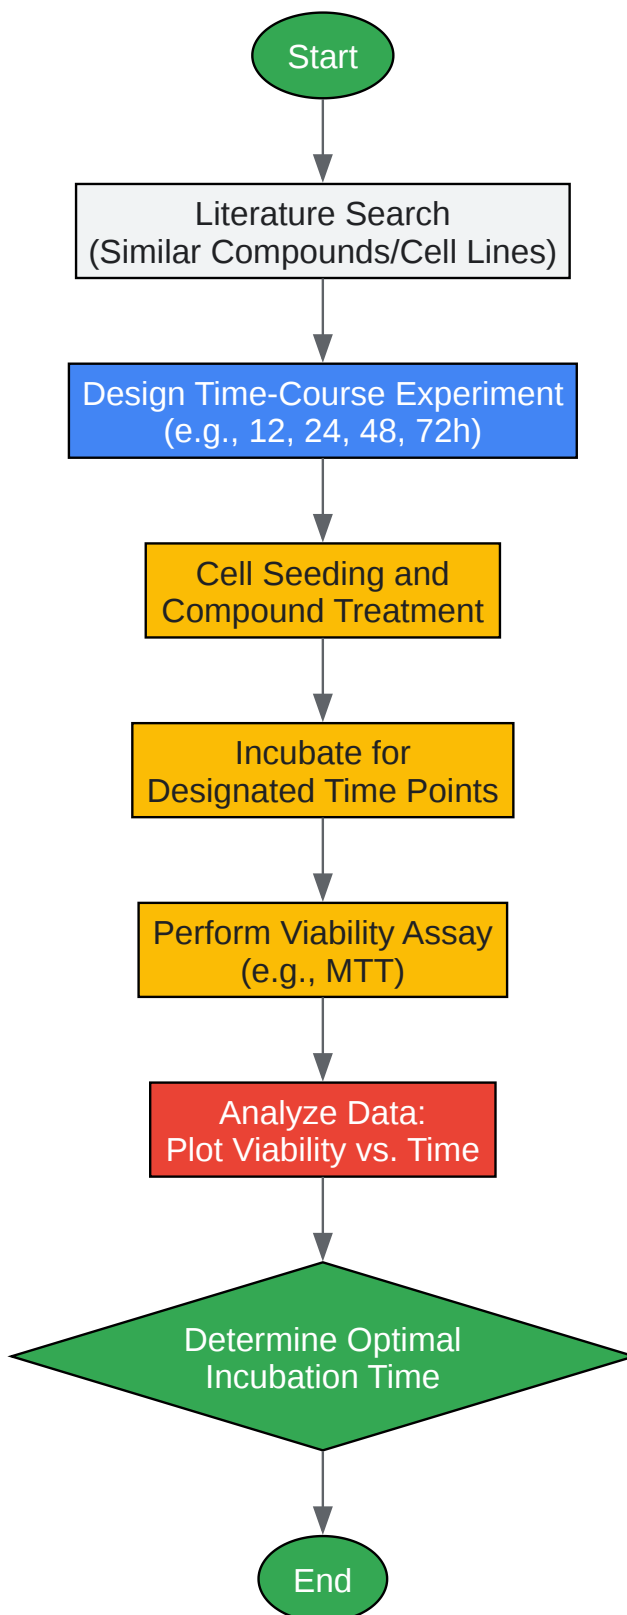 Start
Literature Search
(Similar Compounds/Cell Lines)
Design Time-Course Experiment
(e.g., 12, 24, 48, 72h)
Cell Seeding and
Compound Treatment
Incubate for
Designated Time Points
Perform Viability Assay
(e.g., MTT)
Analyze Data:
Plot Viability vs. Time
Determine Optimal
Incubation Time
End